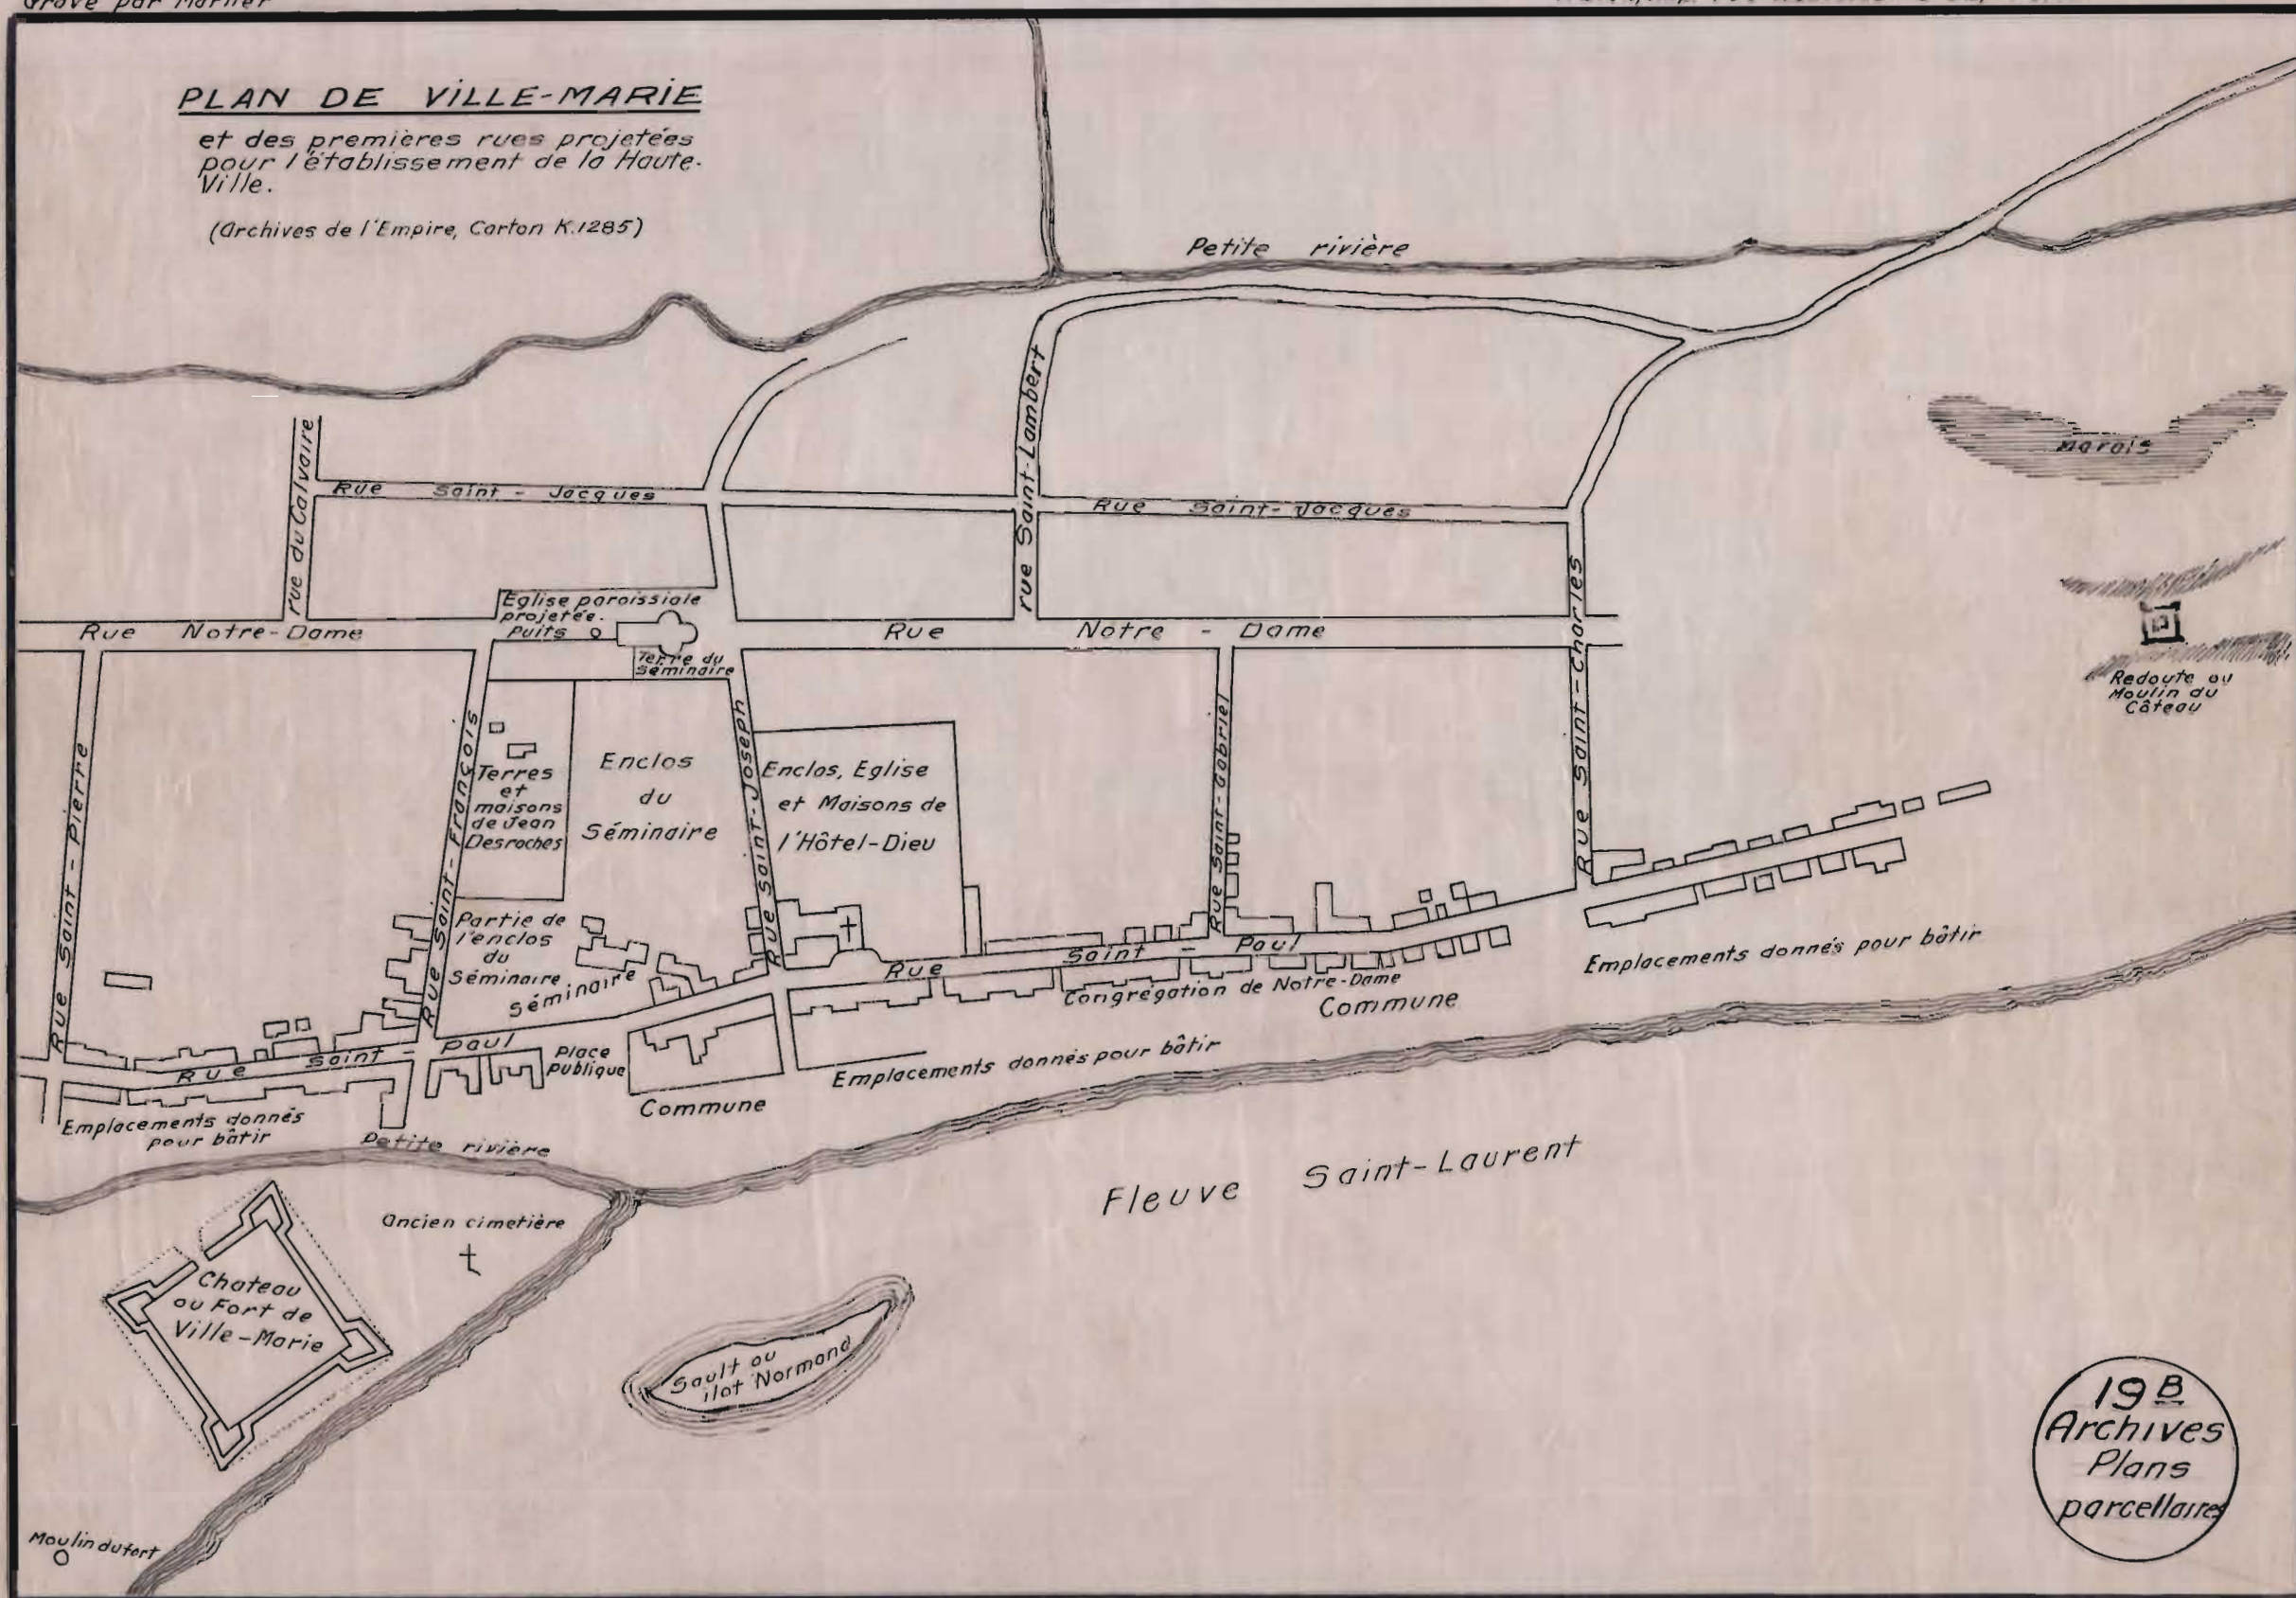 Gravé par Marlier
PLAN DE VILLE-MARIE
et des premières rues projetées
pour l'établissement de la Haute-
Ville.
(Archives de l'Empire, Carton K.1285)
Petite rivière
rue du Calvaire
Rue Saint-Jacques
rue Saint-Lambert
Rue Saint-Jacques
marais
Eglise paroissiale
projetée.
Puits
Rue Notre-Dame
Rue Notre-Dame
Terre du
Séminaire
Redoute ou
Moulin du
Câteau
Rue Saint-Pierre
Rue Saint-François
Terres
et
maisons
de Jean
Desroches
Enclos
du
Séminaire
Rue Saint-Joseph
Enclos, Eglise
et Maisons de
l'Hôtel-Dieu
Rue Saint-Gabriel
Rue Saint-Charles
Partie de
l'enclos
du
Séminaire
Séminaire
Rue Saint-Paul
Rue Saint-Paul
Congrégation de Notre-Dame
Commune
Emplacements donnés pour bâtir
Place
Publique
Emplacements donnés pour bâtir
Commune
Emplacements donnés
pour bâtir
Petite rivière
Fleuve Saint-Laurent
Ancien cimetière
Chateau
ou Fort de
Ville-Marie
Sault ou
ilot Normand
Moulin du fort
19B
Archives
Plans
parcellaires